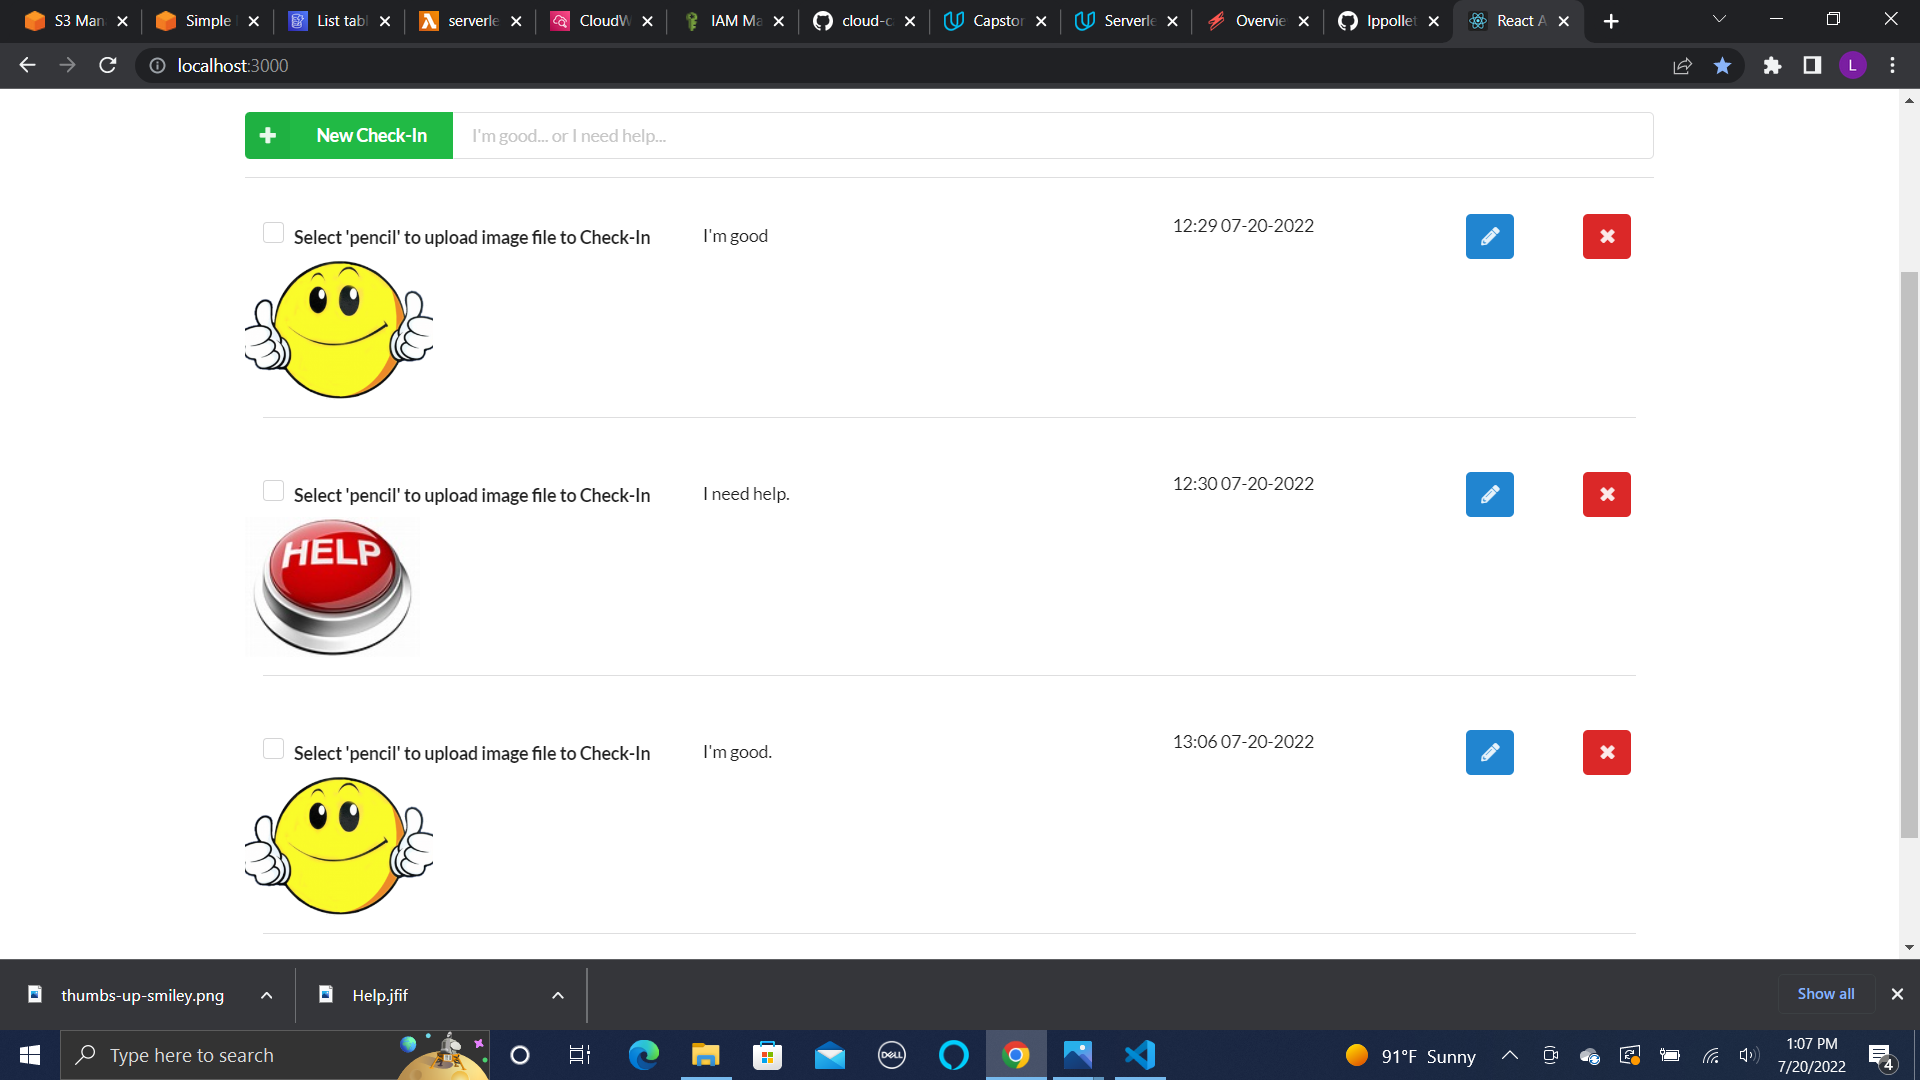 S3 Man
Simple
List tabl
serverle
CloudW
IAM Ma
cloud-c
Capstor
Serverle
Overvie
Ippollet
React A
localhost:3000
L
New Check-In
I'm good... or I need help...
Select 'pencil' to upload image file to Check-In
I'm good
12:29 07-20-2022
Select 'pencil' to upload image file to Check-In
I need help.
12:30 07-20-2022
HELP
Select 'pencil' to upload image file to Check-In
I'm good.
13:06 07-20-2022
thumbs-up-smiley.png
Help.jfif
Show all
Type here to search
DELL
91°F Sunny
1:07 PM
7/20/2022
4